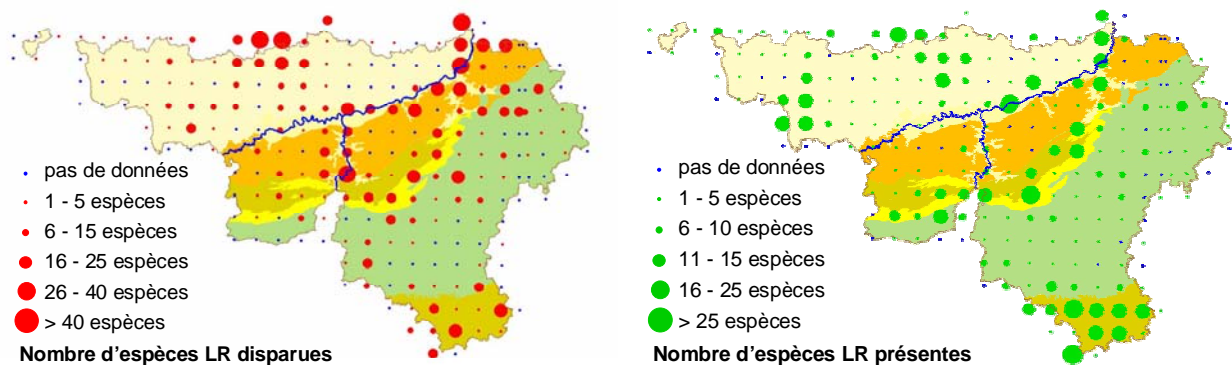 pas de données
1 - 5 espèces
6 - 15 espèces
16 - 25 espèces
26 - 40 espèces
> 40 espèces
Nombre d'espèces LR disparues
pas de données
1 - 5 espèces
6 - 10 espèces
11 - 15 espèces
16 - 25 espèces
> 25 espèces
Nombre d'espèces LR présentes